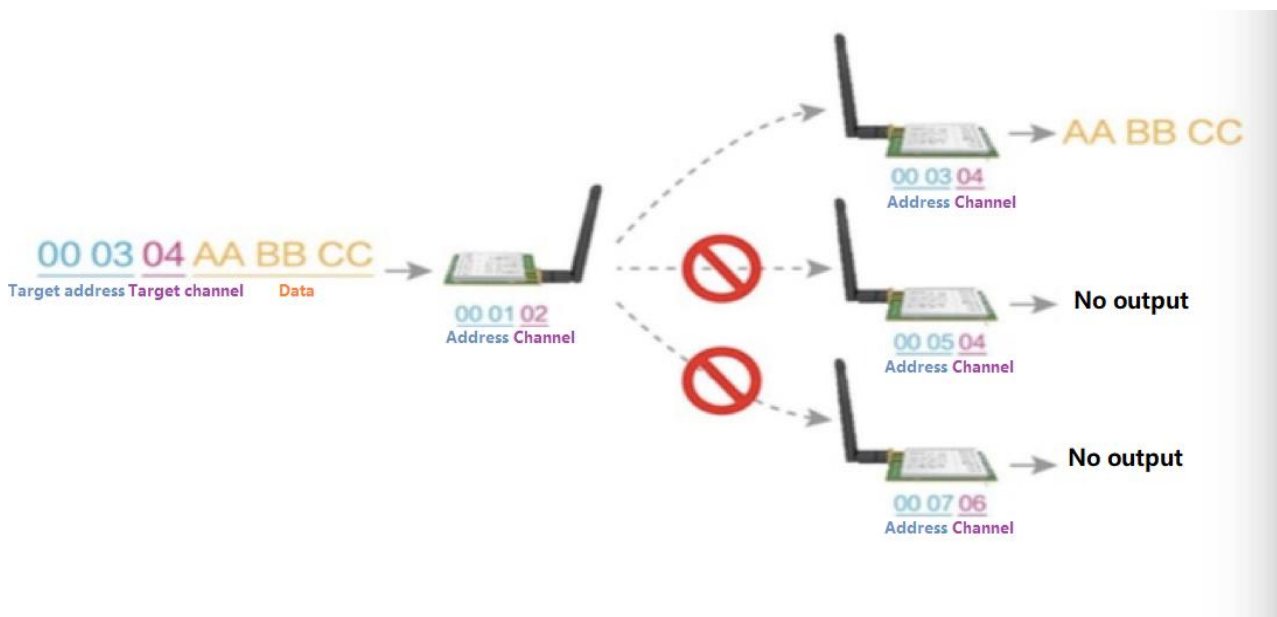 00 03 04 AA BB CC
Target address Target channel Data
00 01 02
Address Channel
00 03 04
Address Channel
AA BB CC
00 05 04
Address Channel
No output
00 07 06
Address Channel
No output